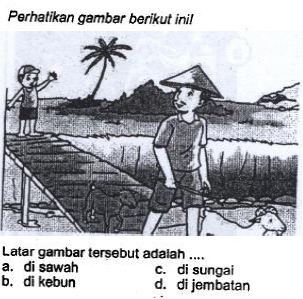 Perhatikan gambar berikut ini!
Latar gambar tersebut adalah ....
a. di sawah
c. di sungai
b. di kebun
d. di jembatan